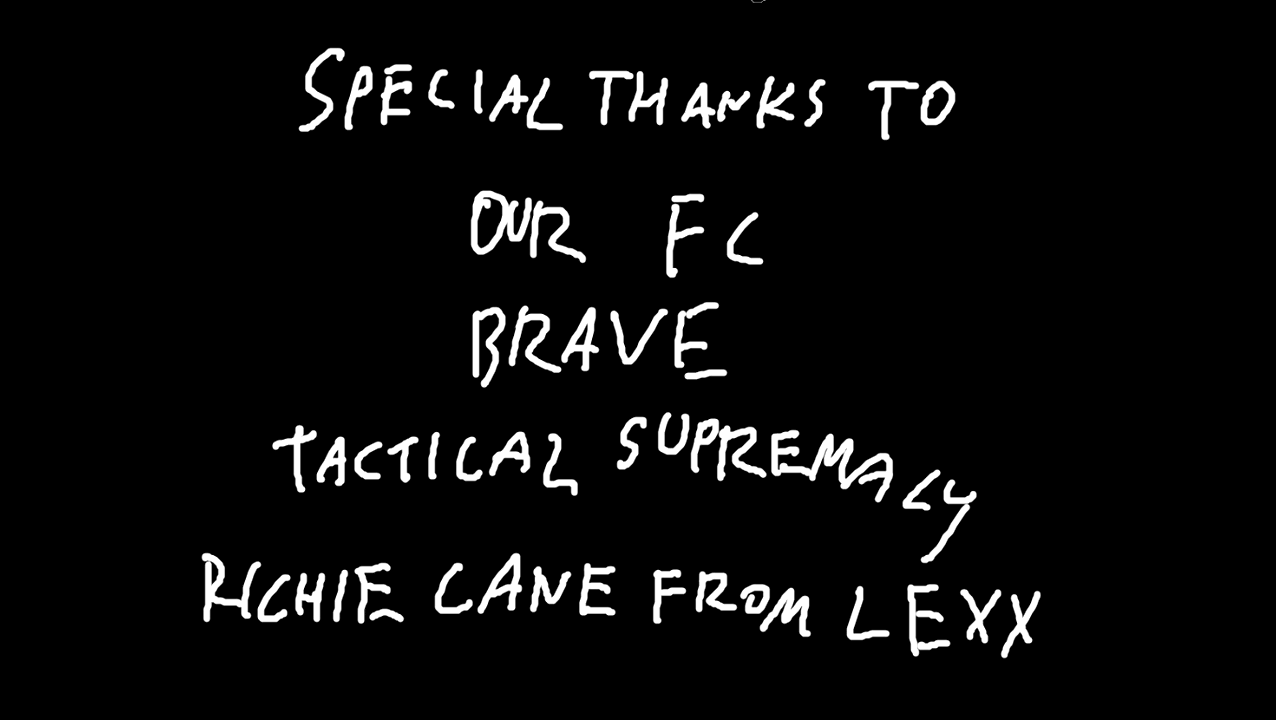 SPECIAL THANKS TO
OUR FC
BRAVE
TACTICAL SUPREMACY
RICHIE CANE FROM LEXX